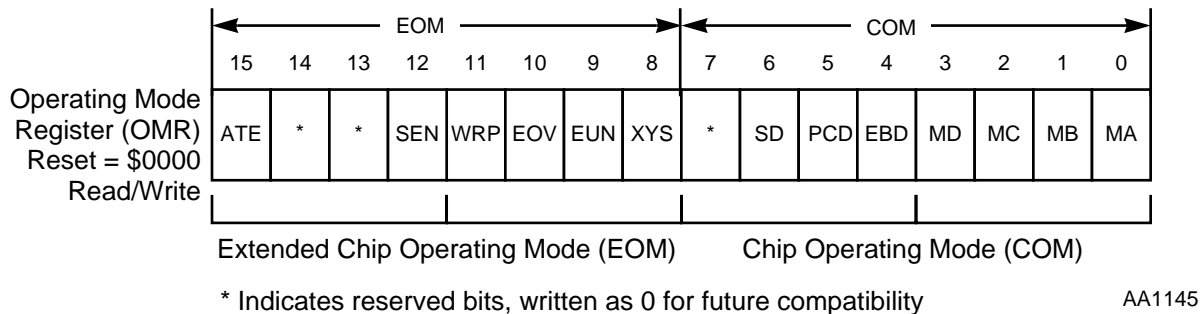 EOM COM
15 14 13 12 11 10 9 8 7 6 5 4 3 2 1 0
Operating Mode
Register (OMR)
Reset = $0000
Read/Write
ATE * * SEN WRP EOV EUN XYS * SD PCD EBD MD MC MB MA
Extended Chip Operating Mode (EOM) Chip Operating Mode (COM)
* Indicates reserved bits, written as 0 for future compatibility AA1145